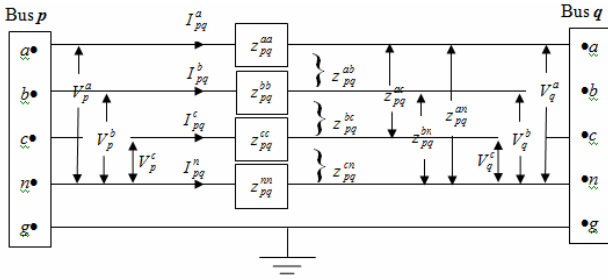 Bus p
Bus q
I_pq^a
a
z_pq^aa
a
I_pq^b
z_pq^ab
b
V_p^a
z_pq^bb
z_pq^ac
V_q^a
b
I_pq^c
z_pq^an
c
V_p^b
z_pq^cc
z_pq^bc
z_pq^bn
V_q^b
c
V_p^c
V_q^c
I_pq^n
z_pq^cn
n
z_pq^nn
n
g
g